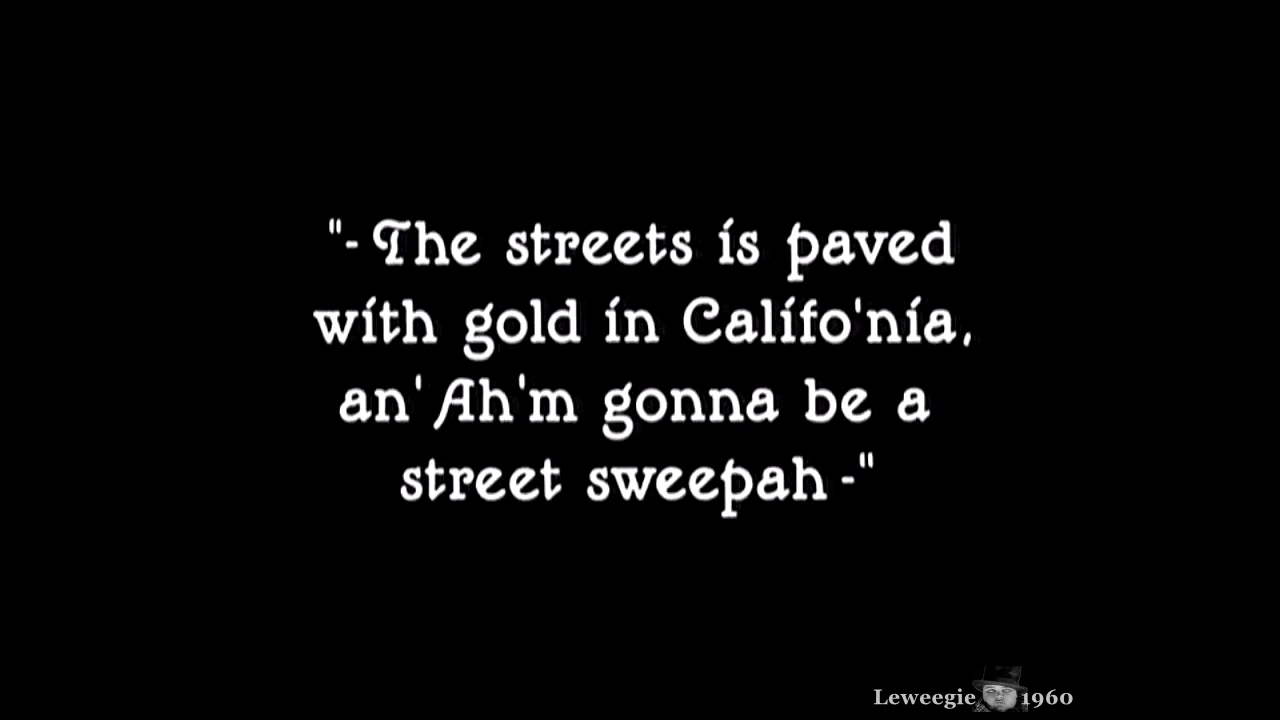 "- The streets is paved
with gold in Califo'nia,
an' Ah'm gonna be a
street sweepah -"
Leweegie 1960